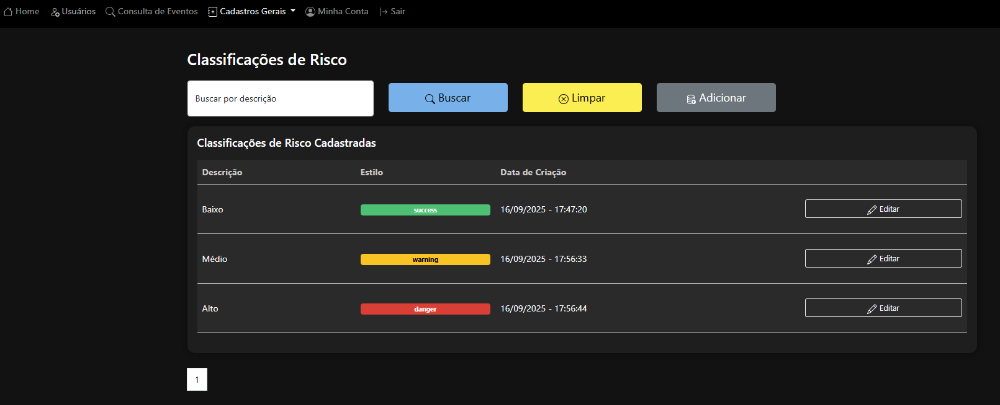 Home Usuários Consulta de Eventos Cadastros Gerais Minha Conta Sair
Classificações de Risco
Buscar por descrição Buscar Limpar Adicionar
Classificações de Risco Cadastradas
Descrição Estilo Data de Criação
Baixo success 16/09/2025 - 17:47:20 Editar
Médio warning 16/09/2025 - 17:56:33 Editar
Alto danger 16/09/2025 - 17:56:44 Editar
1